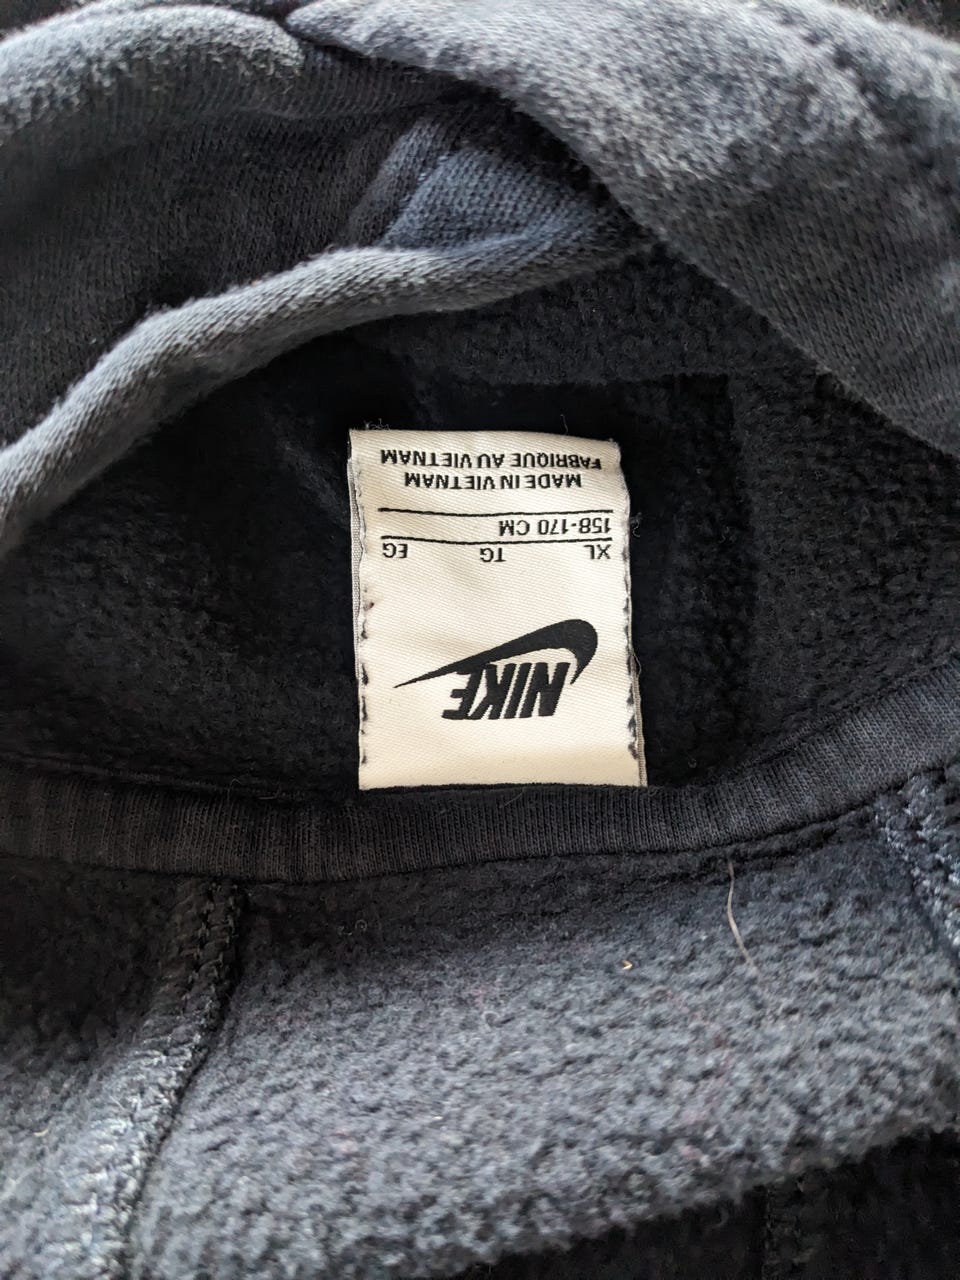 NIKE
XL TG EG
158-170 CM
MADE IN VIETNAM
FABRIQUE AU VIETNAM